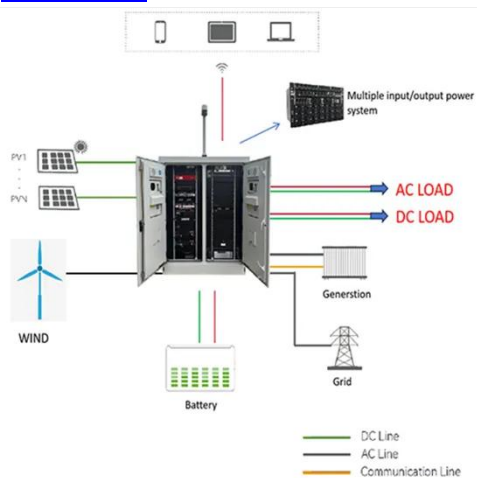 Multiple input/output power
system
PV1
PVN
AC LOAD
DC LOAD
Generstion
WIND
Grid
Battery
DC Line
AC Line
Communication Line